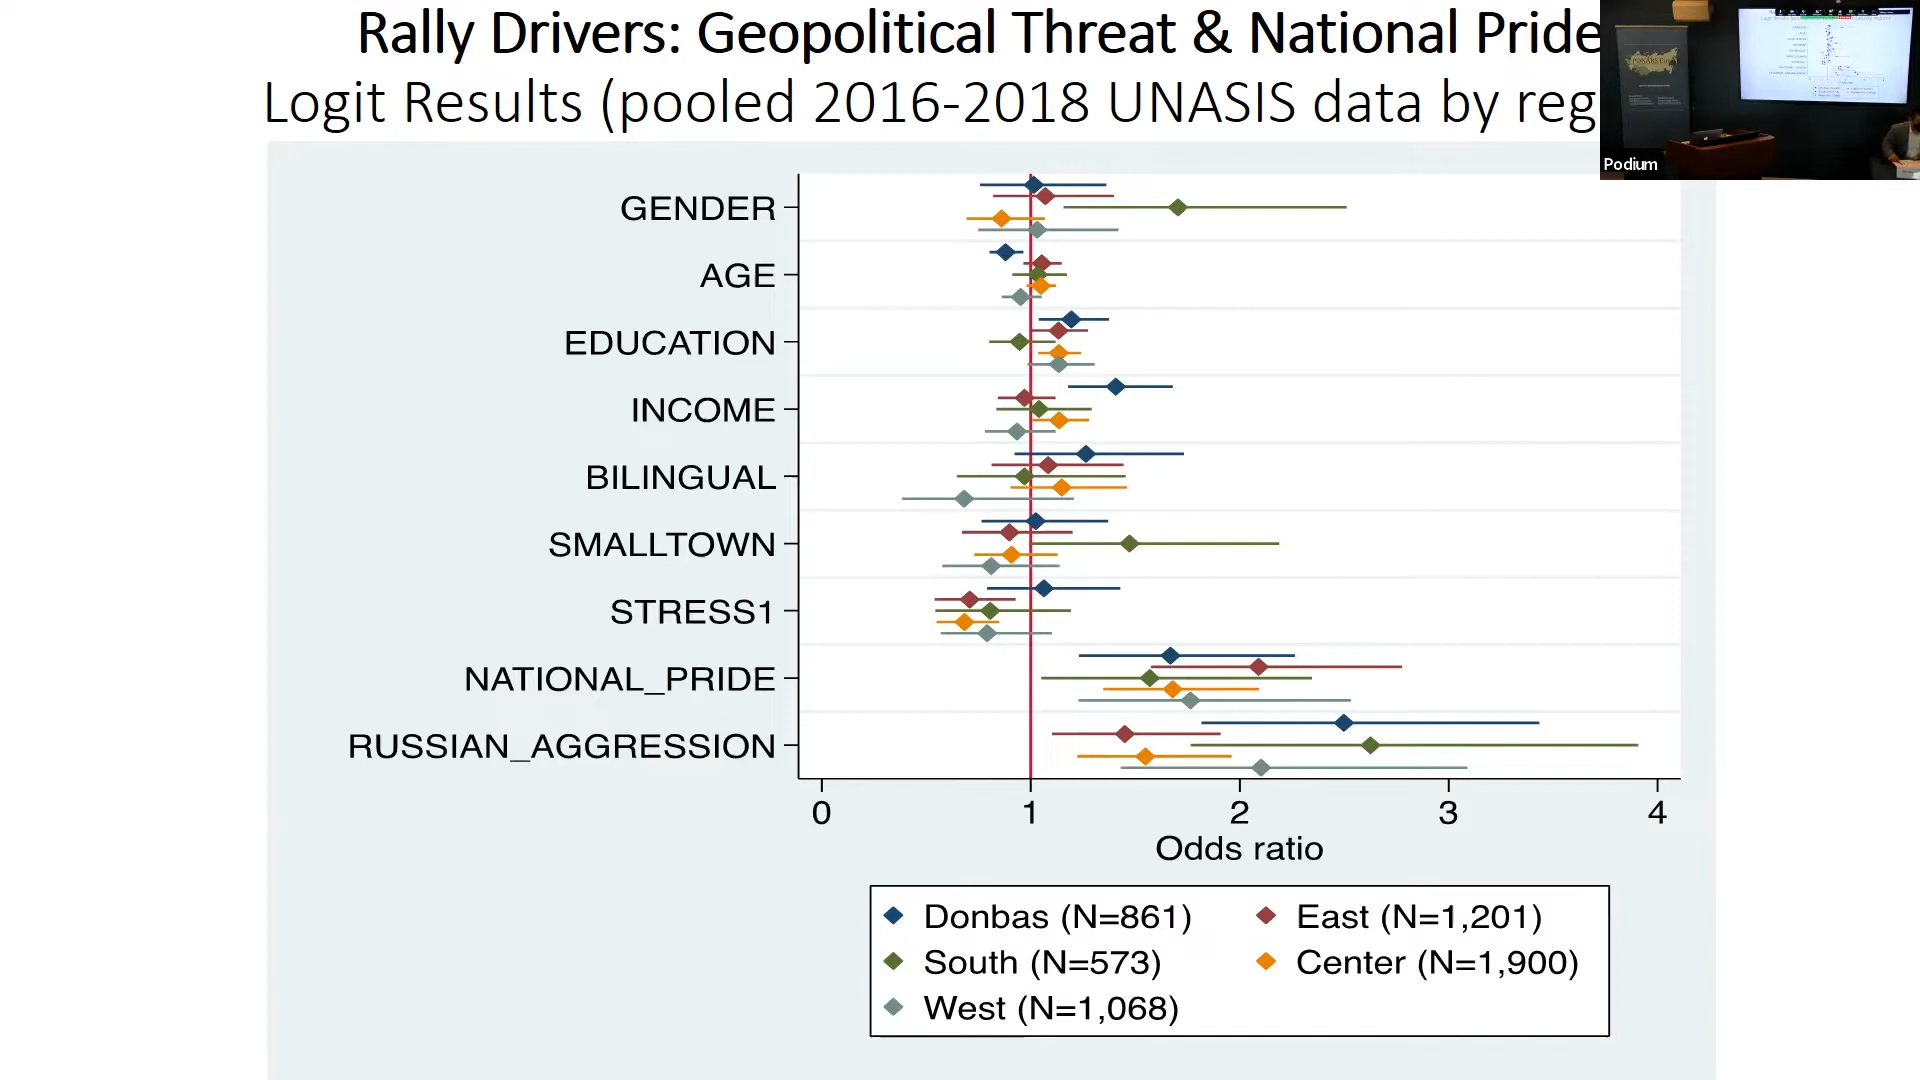 Rally Drivers: Geopolitical Threat & National Pride
Logit Results (pooled 2016-2018 UNASIS data by reg
Podium
GENDER
AGE
EDUCATION
INCOME
BILINGUAL
SMALLTOWN
STRESS1
NATIONAL_PRIDE
RUSSIAN_AGGRESSION
0 1 2 3 4
Odds ratio
Donbas (N=861) East (N=1,201)
South (N=573) Center (N=1,900)
West (N=1,068)